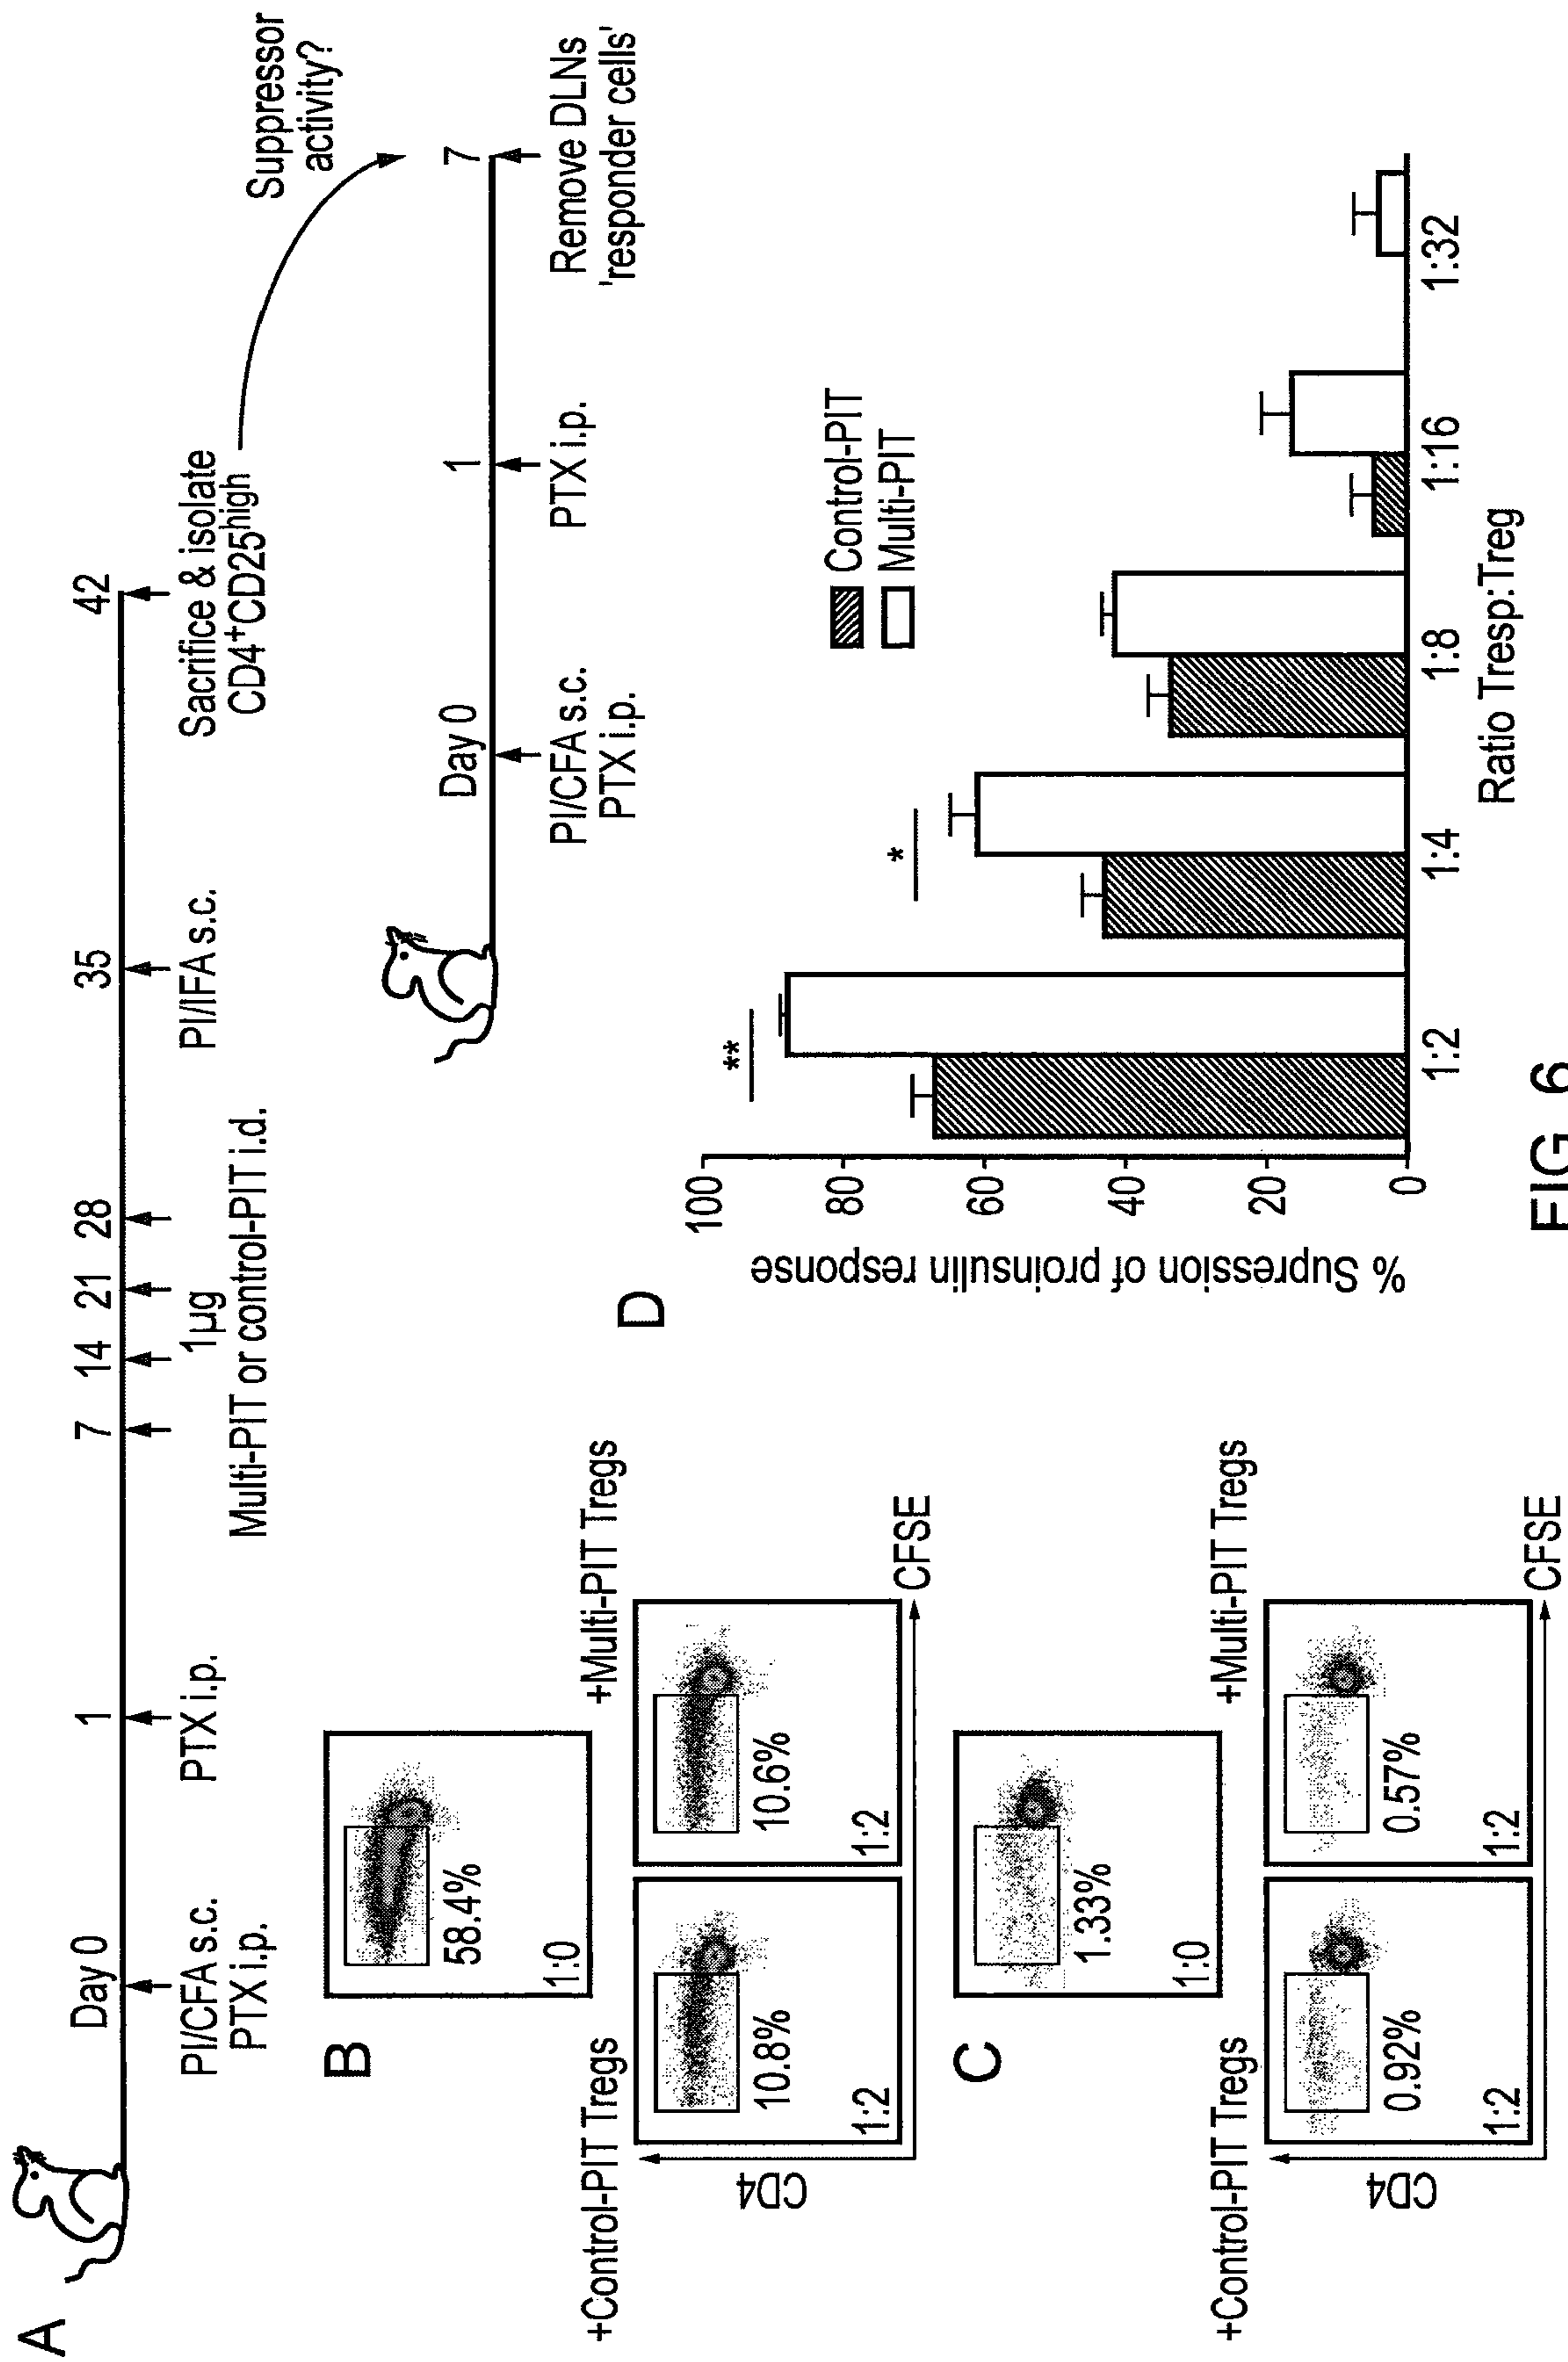 A
Day 0
1
7
14
21
28
35
42
PI/CFA s.c.
PTX i.p.
PTX i.p.
1µg
Multi-PIT or control-PIT i.d.
PI/IFA s.c.
Sacrifice & isolate
CD4⁺CD25ʰⁱᵍʰ
Suppressor
activity?
Day 0
1
7
PI/CFA s.c.
PTX i.p.
PTX i.p.
Remove DLNs
'responder cells'
B
58.4%
1:0
+Control-PIT Tregs
+Multi-PIT Tregs
10.8%
1:2
10.6%
1:2
CD4
CFSE
C
1.33%
1:0
+Control-PIT Tregs
+Multi-PIT Tregs
0.92%
1:2
0.57%
1:2
CD4
CFSE
D
% Supression of proinsulin response
100
80
60
40
20
0
**
*
Control-PIT
Multi-PIT
1:2
1:4
1:8
1:16
1:32
Ratio Tresp:Treg
FIG. 6